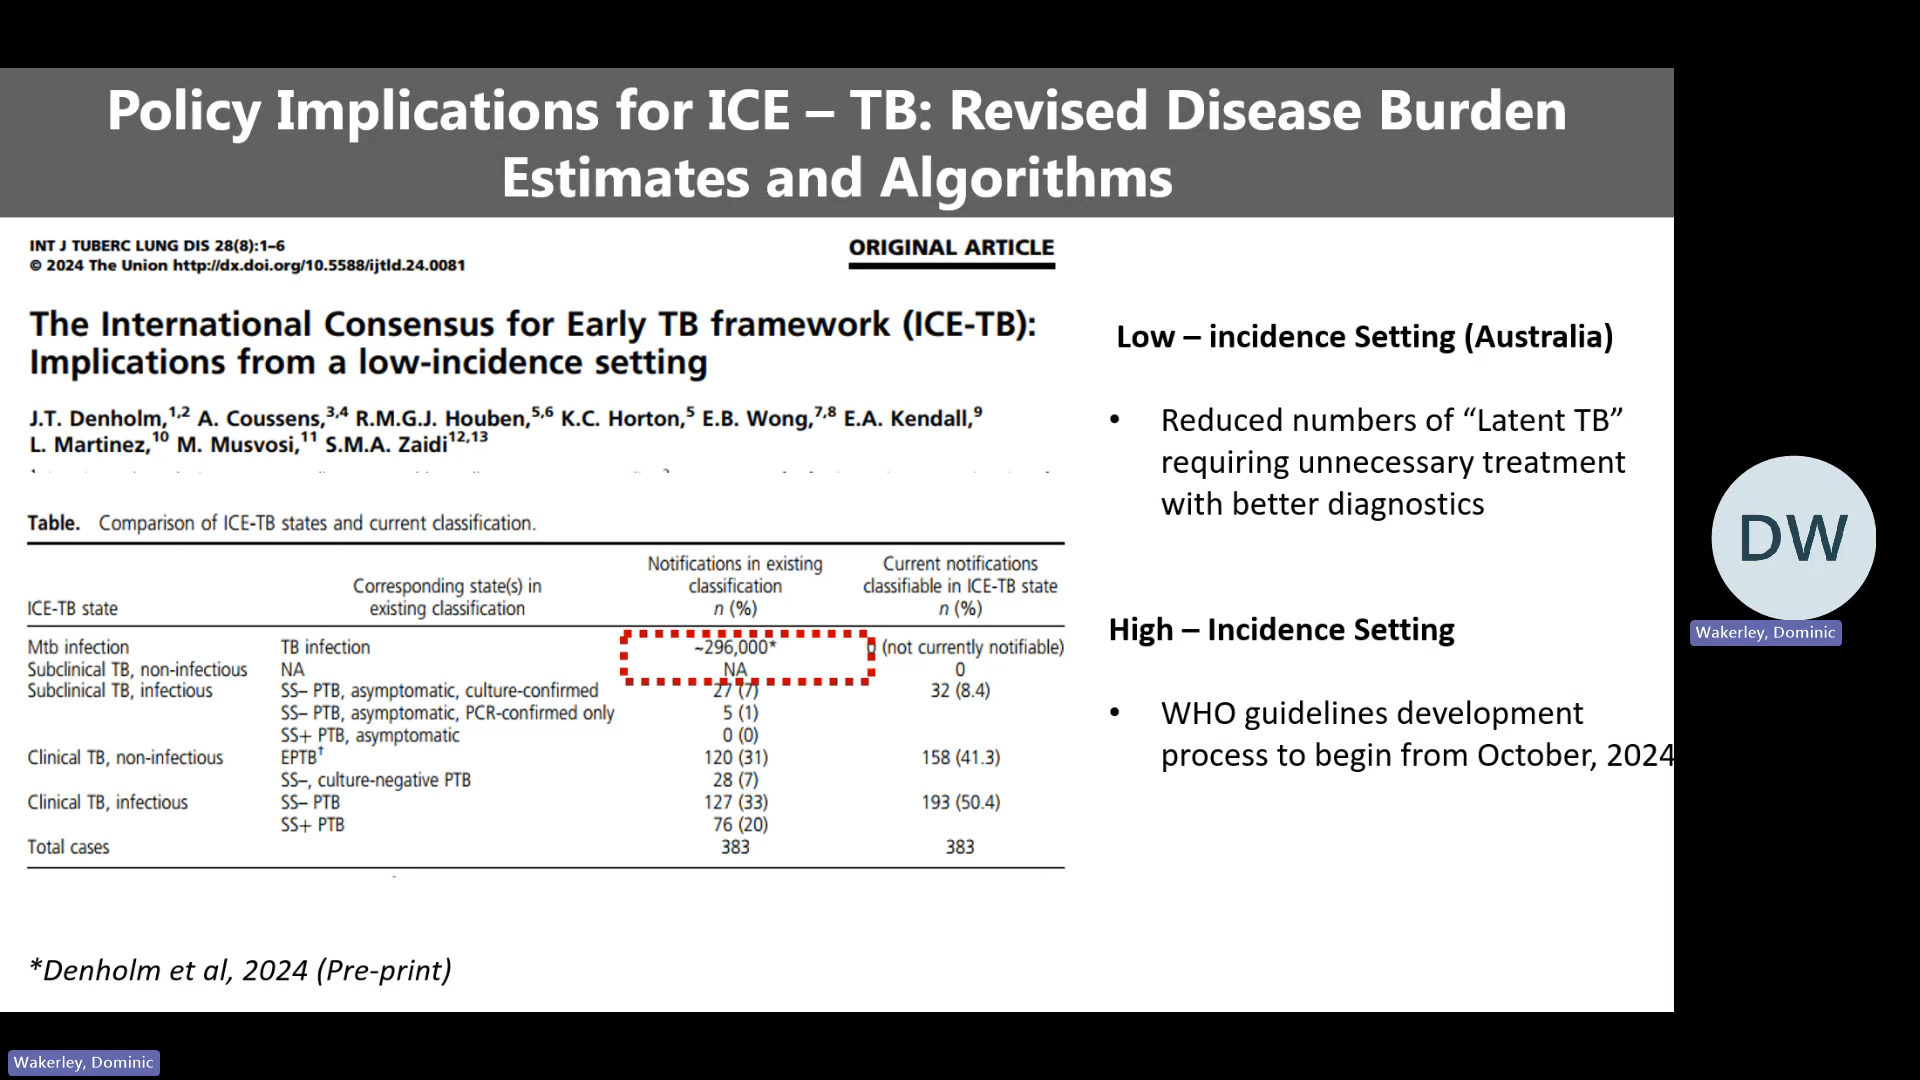 Policy Implications for ICE – TB: Revised Disease Burden
Estimates and Algorithms
INT J TUBERC LUNG DIS 28(8):1–6
© 2024 The Union http://dx.doi.org/10.5588/ijtld.24.0081
ORIGINAL ARTICLE
The International Consensus for Early TB framework (ICE-TB):
Implications from a low-incidence setting
J.T. Denholm,1,2 A. Coussens,3,4 R.M.G.J. Houben,5,6 K.C. Horton,5 E.B. Wong,7,8 E.A. Kendall,9
L. Martinez,10 M. Musvosi,11 S.M.A. Zaidi12,13
Table. Comparison of ICE-TB states and current classification.
ICE-TB state
Corresponding state(s) in
existing classification
Notifications in existing
classification
n (%)
Current notifications
classifiable in ICE-TB state
n (%)
Mtb infection TB infection ~296,000* 0 (not currently notifiable)
Subclinical TB, non-infectious NA NA 0
Subclinical TB, infectious SS− PTB, asymptomatic, culture-confirmed 27 (7) 32 (8.4)
SS− PTB, asymptomatic, PCR-confirmed only 5 (1)
SS+ PTB, asymptomatic 0 (0)
Clinical TB, non-infectious EPTB† 120 (31) 158 (41.3)
SS−, culture-negative PTB 28 (7)
Clinical TB, infectious SS− PTB 127 (33) 193 (50.4)
SS+ PTB 76 (20)
Total cases 383 383
*Denholm et al, 2024 (Pre-print)
Low – incidence Setting (Australia)
• Reduced numbers of “Latent TB”
requiring unnecessary treatment
with better diagnostics
High – Incidence Setting
• WHO guidelines development
process to begin from October, 2024
DW
Wakerley, Dominic
Wakerley, Dominic